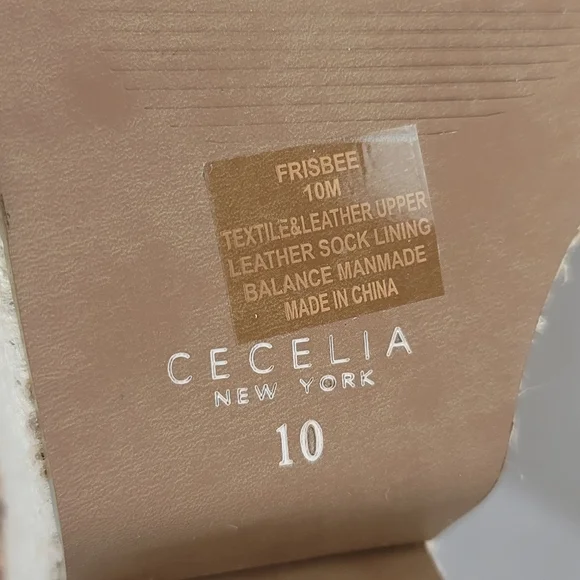 FRISBEE
10M
TEXTILE&LEATHER UPPER
LEATHER SOCK LINING
BALANCE MANMADE
MADE IN CHINA
CECELIA
NEW YORK
10